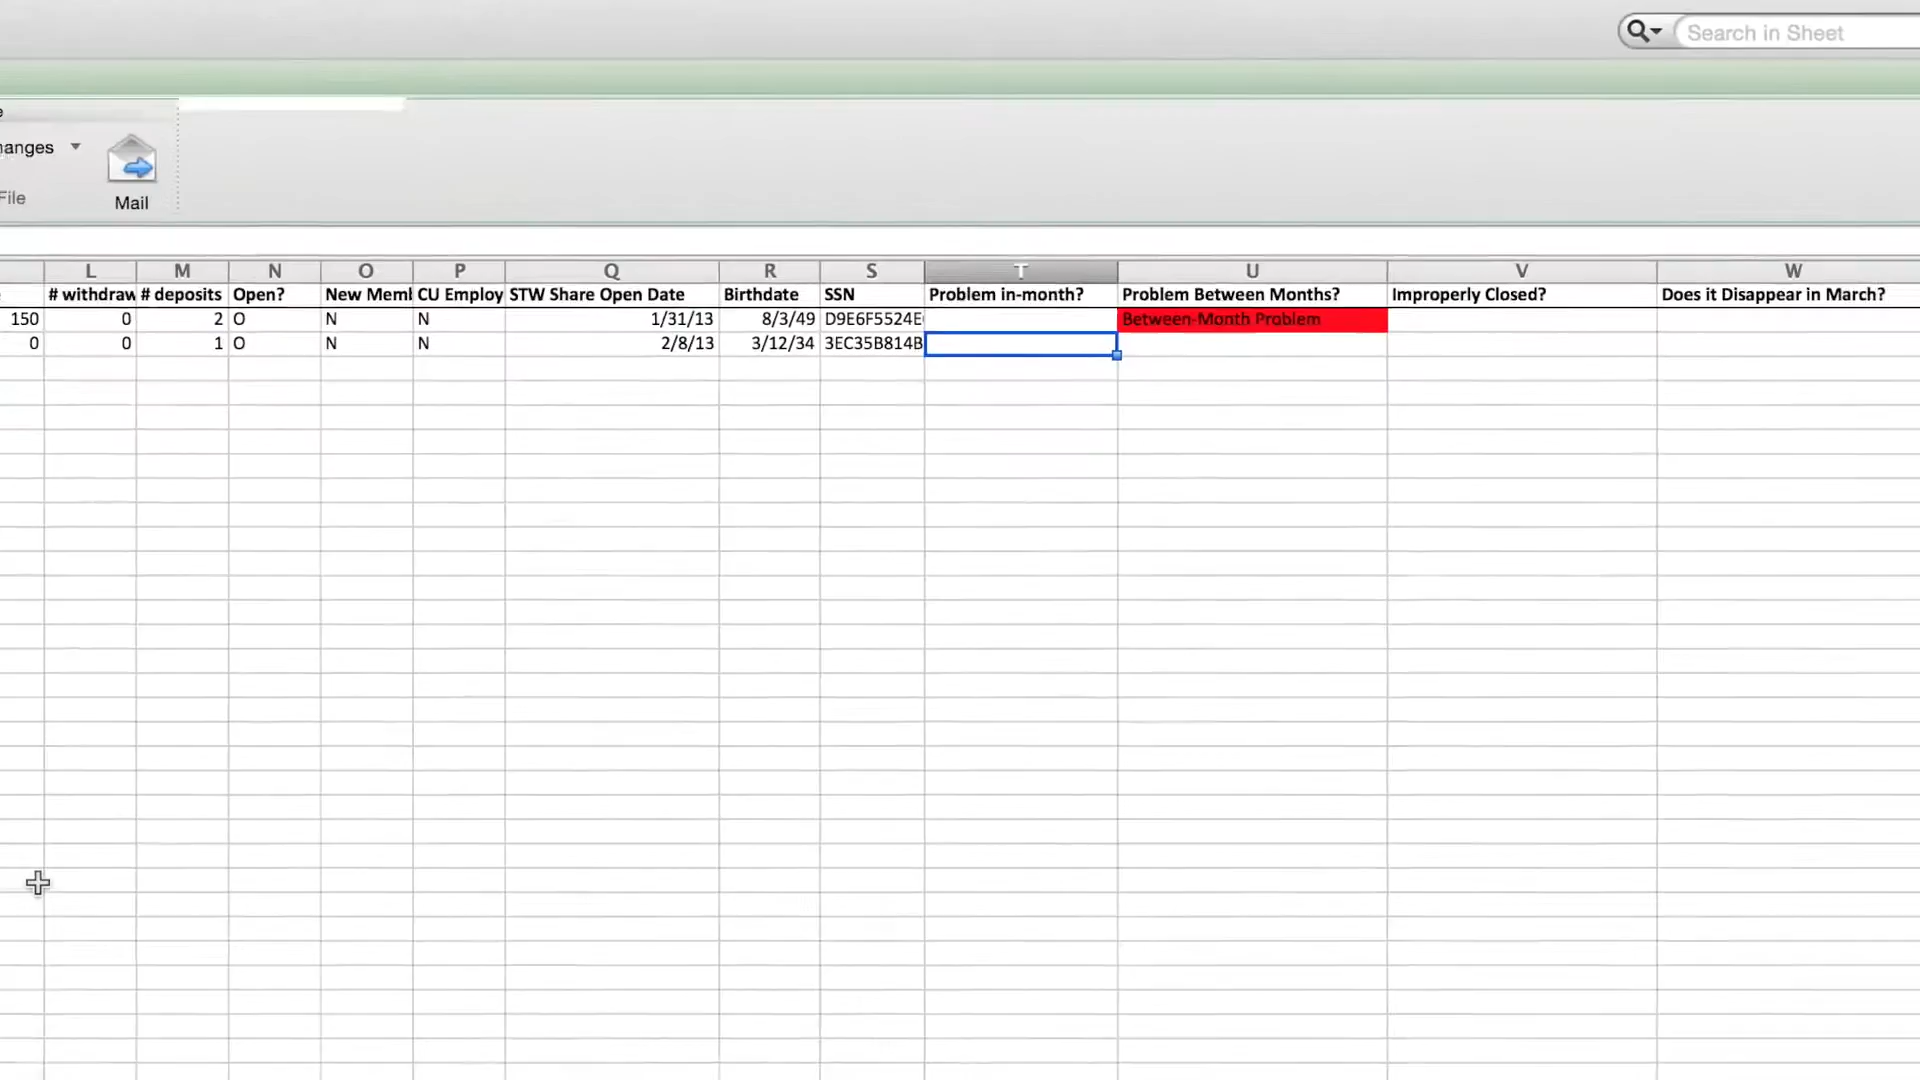 Search in Sheet
hanges
File
Mail
L M N O P Q R S T U V W
# withdraw # deposits Open? New Meml CU Employ STW Share Open Date Birthdate SSN Problem in-month? Problem Between Months? Improperly Closed? Does it Disappear in March?
150 0 2 O N N 1/31/13 8/3/49 D9E6F5524E Between-Month Problem
0 0 1 O N N 2/8/13 3/12/34 3EC35B814B